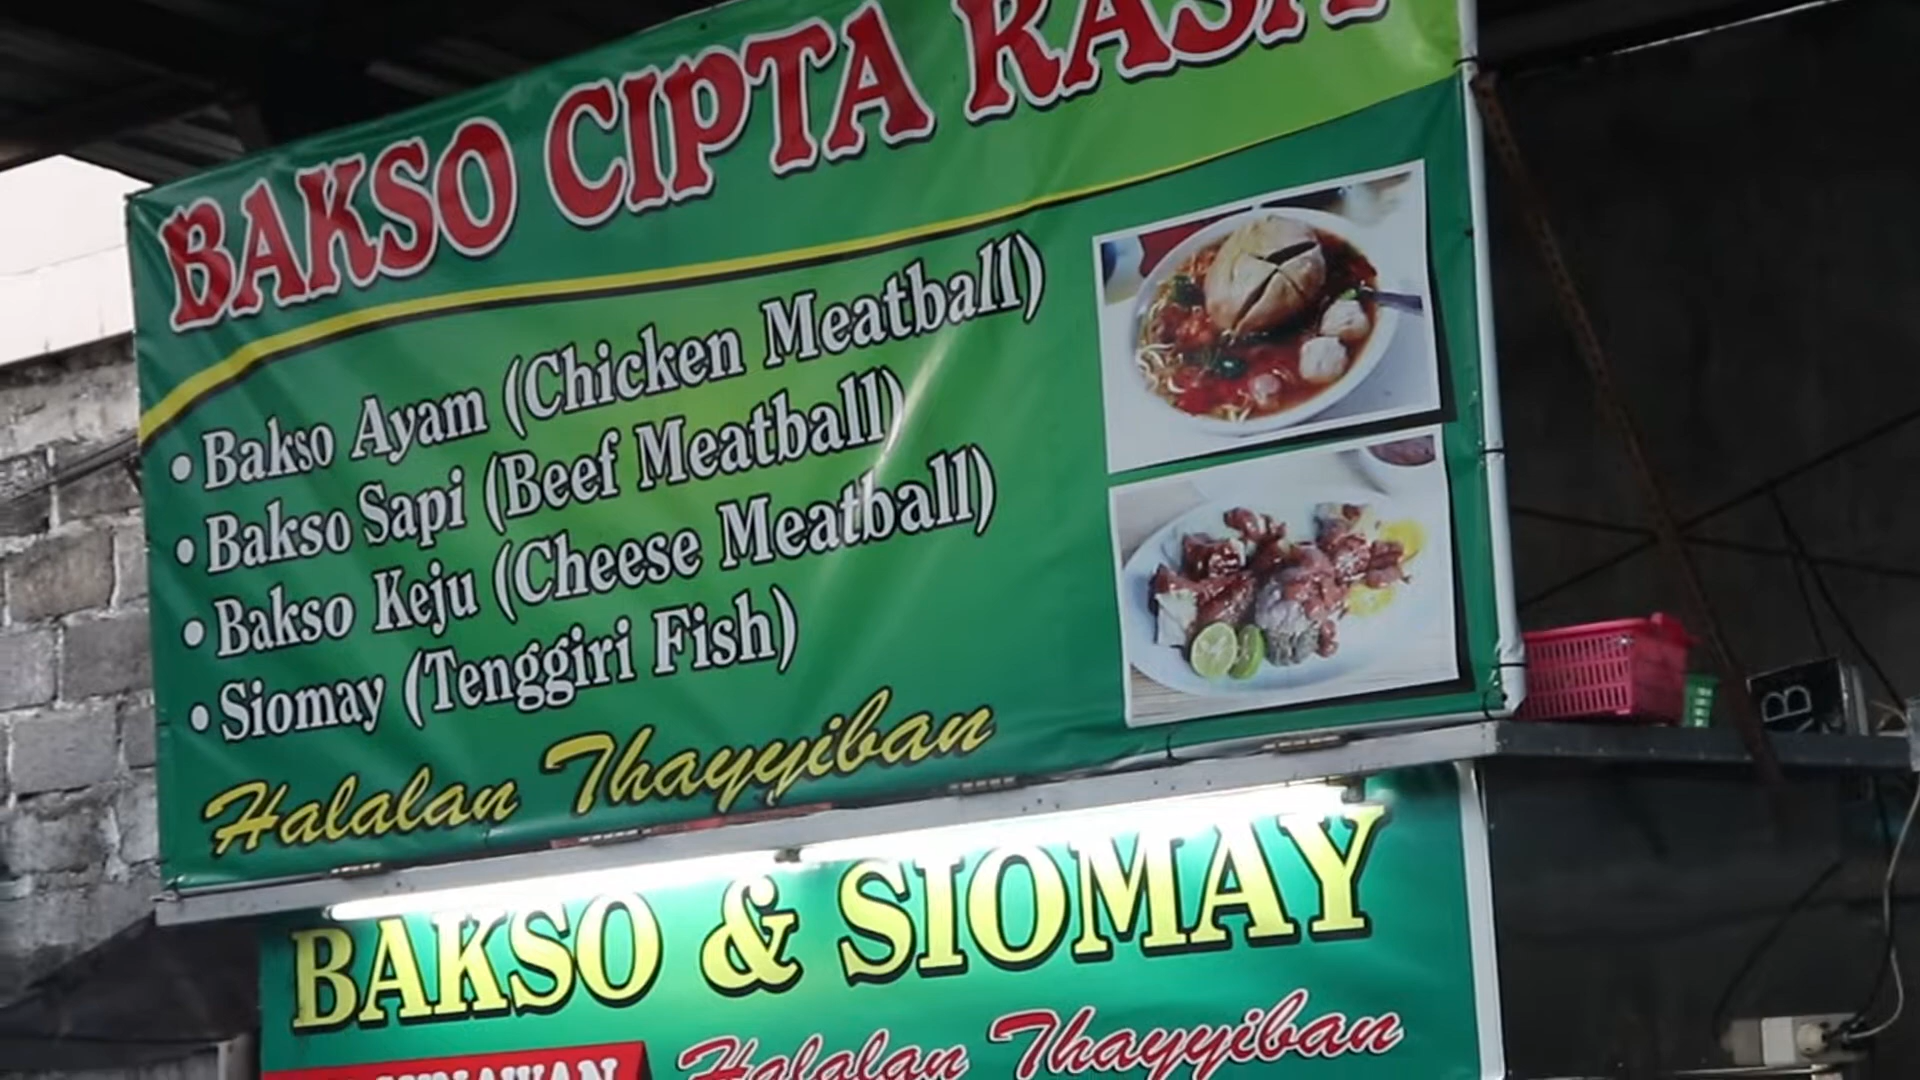 BAKSO CIPTA RASA
• Bakso Ayam (Chicken Meatball)
• Bakso Sapi (Beef Meatball)
• Bakso Keju (Cheese Meatball)
• Siomay (Tenggiri Fish)
Halalan Thayyiban
BAKSO & SIOMAY
Halalan Thayyiban